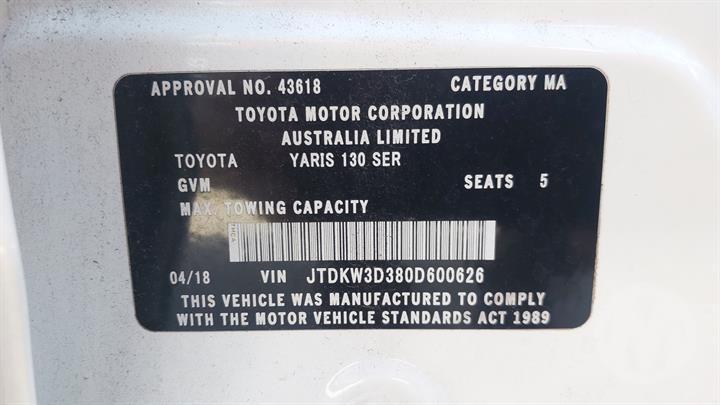 APPROVAL NO. 43618 CATEGORY MA
TOYOTA MOTOR CORPORATION
AUSTRALIA LIMITED
TOYOTA YARIS 130 SER
GVM SEATS 5
MAX. TOWING CAPACITY
TMCA
04/18 VIN JTDKW3D380D600626
THIS VEHICLE WAS MANUFACTURED TO COMPLY
WITH THE MOTOR VEHICLE STANDARDS ACT 1989